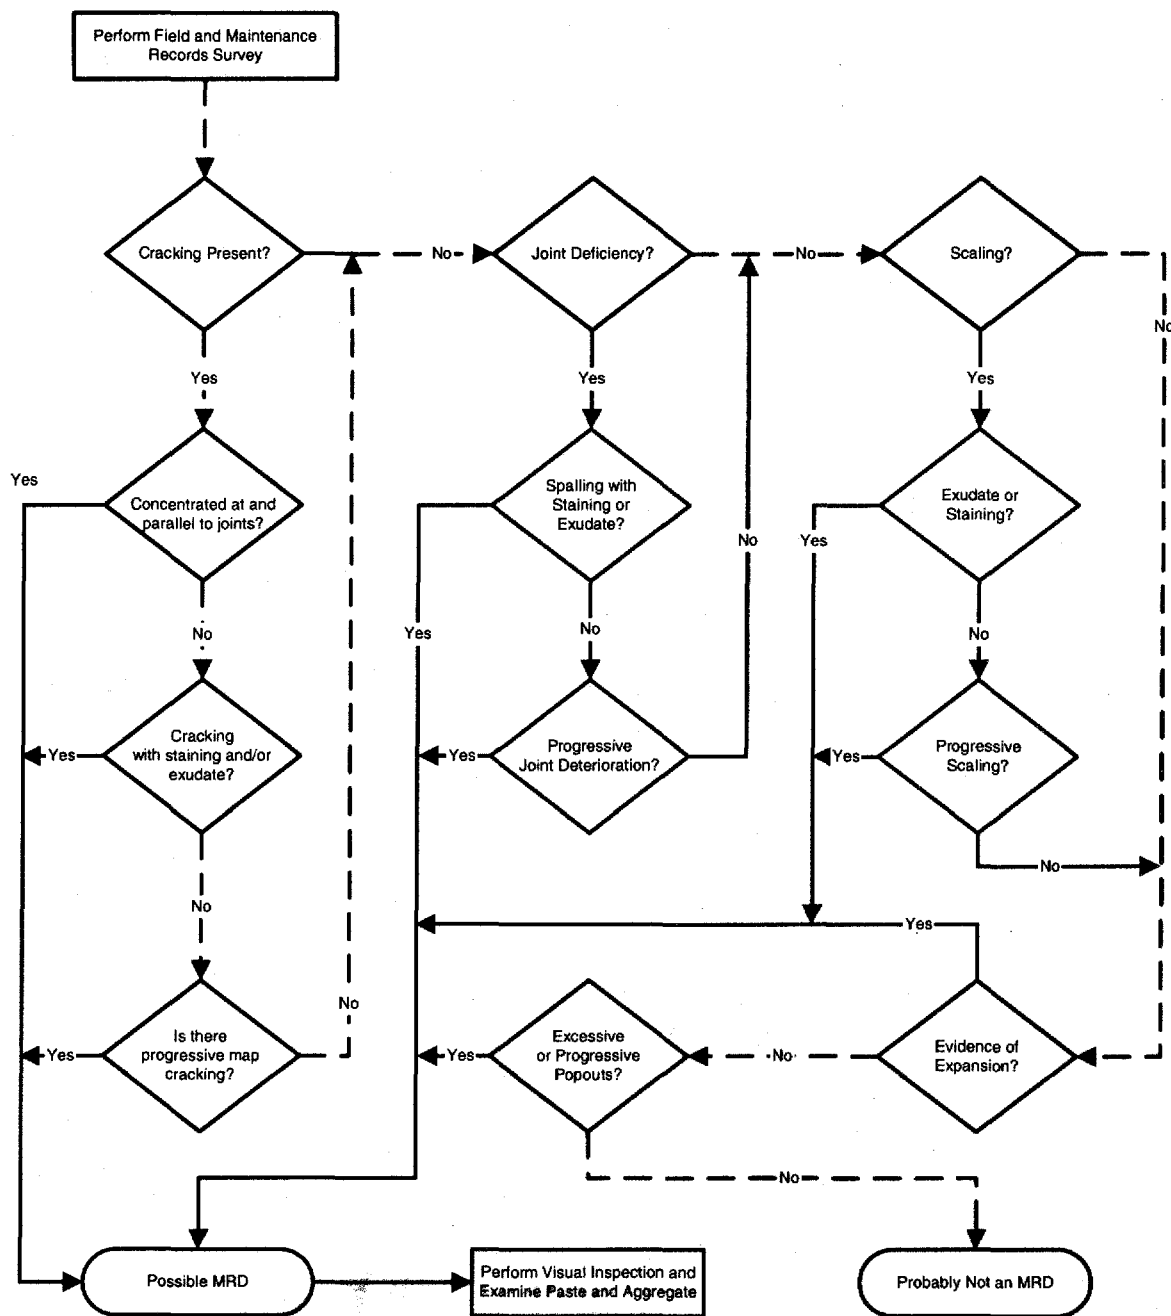 Perform Field and Maintenance
Records Survey
Cracking Present?
No
Joint Deficiency?
No
Scaling?
No
Yes
Yes
Yes
Yes
Concentrated at and
parallel to joints?
Spalling with
Staining or
Exudate?
No
Exudate or
Staining?
Yes
No
Yes
No
No
Cracking
with staining and/or
exudate?
Yes
Progressive
Joint Deterioration?
Yes
Progressive
Scaling?
Yes
No
No
Yes
Is there
progressive map
cracking?
Yes
No
Excessive
or Progressive
Popouts?
Yes
No
Evidence of
Expansion?
No
Possible MRD
Perform Visual Inspection and
Examine Paste and Aggregate
Probably Not an MRD